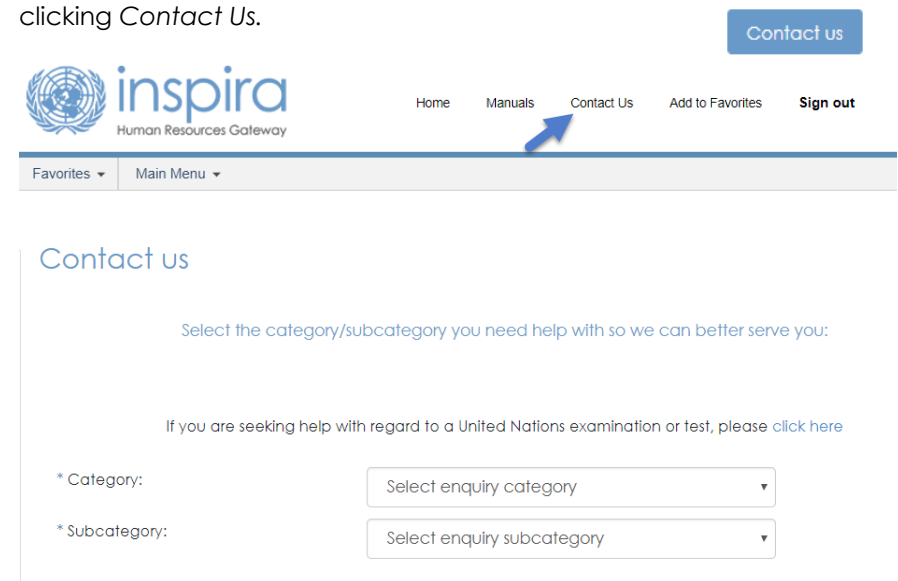 clicking Contact Us.
Contact us
inspira
Human Resources Gateway
Home Manuals Contact Us Add to Favorites Sign out
Favorites Main Menu
Contact us
Select the category/subcategory you need help with so we can better serve you:
If you are seeking help with regard to a United Nations examination or test, please click here
* Category: Select enquiry category
* Subcategory: Select enquiry subcategory